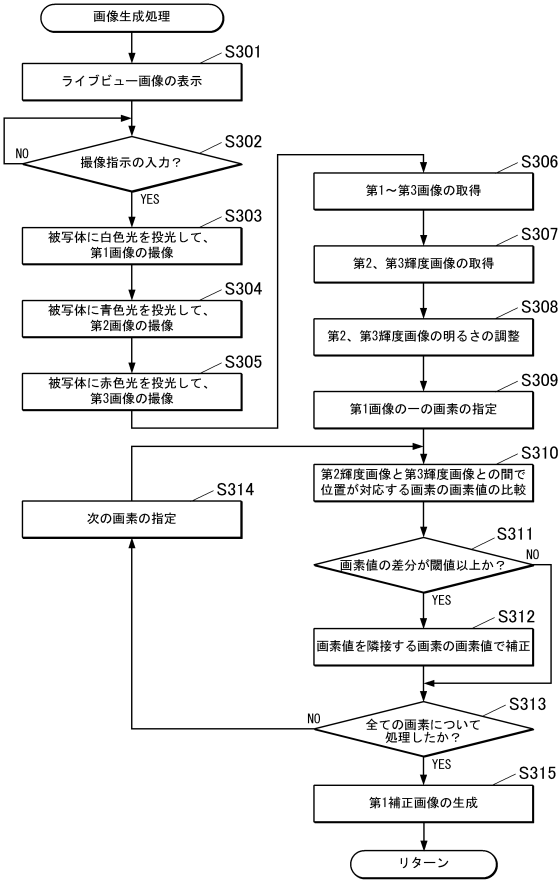 画像生成処理
S301
ライブビュー画像の表示
S302
撮像指示の入力？
NO
YES
S303
被写体に白色光を投光して、
第1画像の撮像
S304
被写体に青色光を投光して、
第2画像の撮像
S305
被写体に赤色光を投光して、
第3画像の撮像
S306
第1～第3画像の取得
S307
第2、第3輝度画像の取得
S308
第2、第3輝度画像の明るさの調整
S309
第1画像の一の画素の指定
S310
第2輝度画像と第3輝度画像との間で
位置が対応する画素の画素値の比較
S314
次の画素の指定
S311
画素値の差分が閾値以上か？
NO
YES
S312
画素値を隣接する画素の画素値で補正
S313
全ての画素について
処理したか？
NO
YES
S315
第1補正画像の生成
リターン